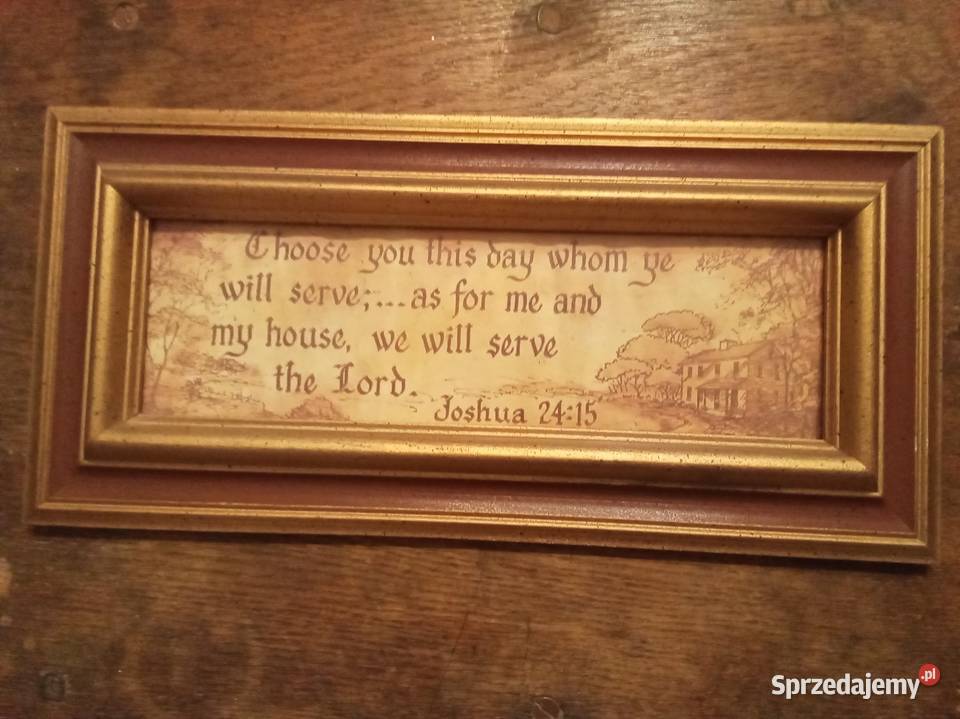 Choose you this day whom ye
will serve;...as for me and
my house, we will serve
the Lord.
Joshua 24:15
Sprzedajemy.pl